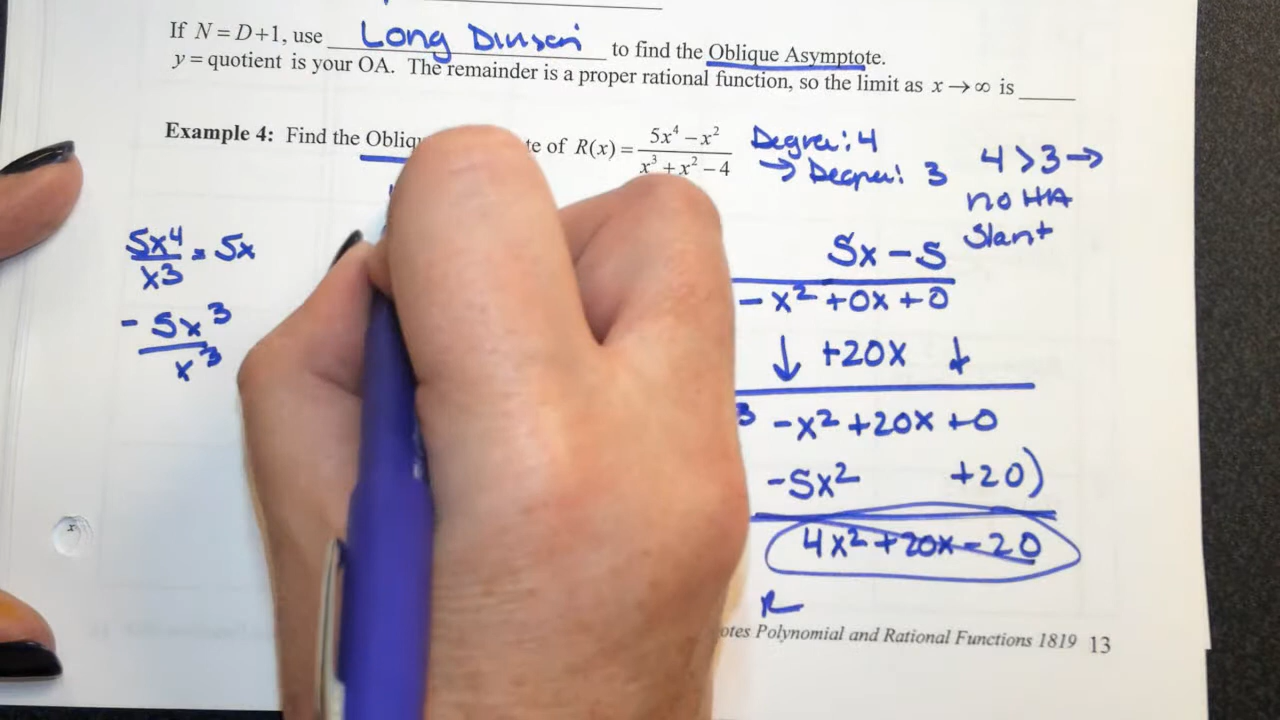 If N = D+1, use Long Division to find the Oblique Asymptote.
y = quotient is your OA. The remainder is a proper rational function, so the limit as x → ∞ is ____
Example 4: Find the Obliq te of R(x) = (5x⁴ − x²)/(x³ + x² − 4)
Degree: 4
→ Degree: 3
4 > 3 →
no HA
Slant
5x⁴/x3 = 5x
- 5x³/x³
5x - 5
- x² + 0x + 0
↓ +20x ↓
3 - x² + 20x + 0
-5x² +20)
4x² + 20x - 20
R
otes Polynomial and Rational Functions 1819 13